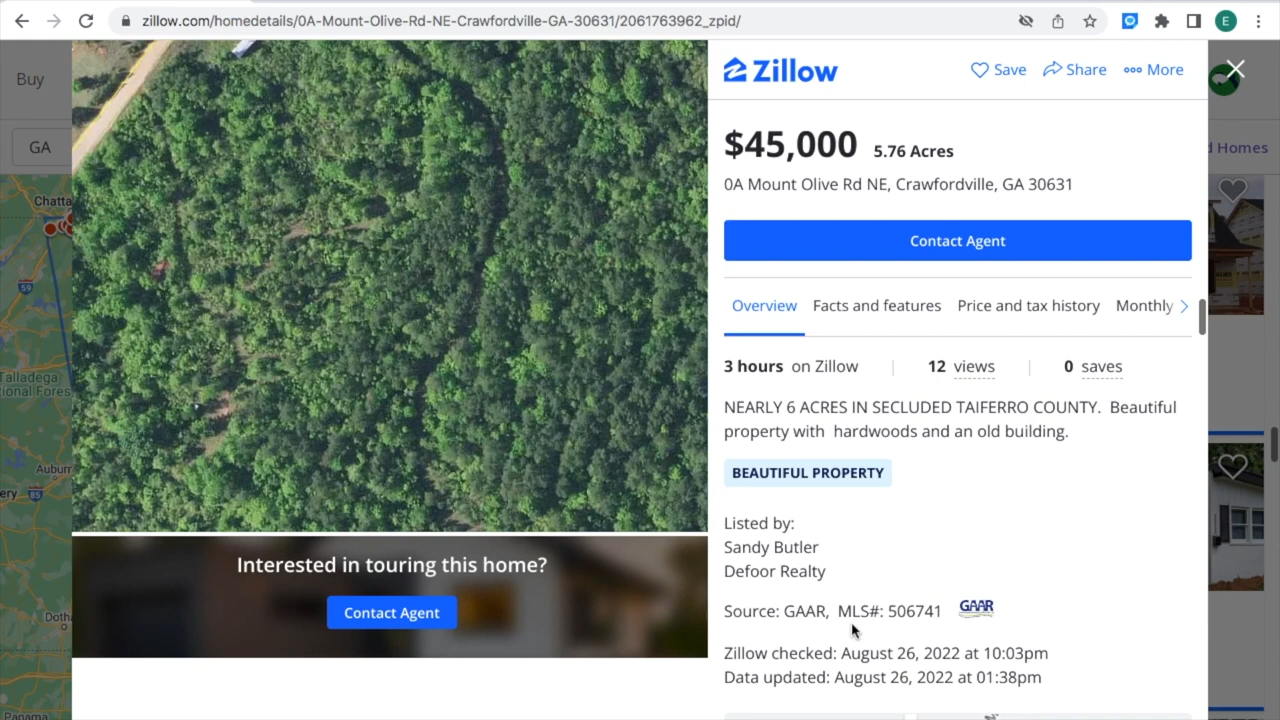 zillow.com/homedetails/0A-Mount-Olive-Rd-NE-Crawfordville-GA-30631/2061763962_zpid/
E
Buy
GA
d Homes
Chatta
59
Talladega
ional Fores
Auburn
ery 85
Doth
Panama
Zillow
Save Share More
$45,000 5.76 Acres
0A Mount Olive Rd NE, Crawfordville, GA 30631
Contact Agent
Overview Facts and features Price and tax history Monthly
3 hours on Zillow 12 views 0 saves
NEARLY 6 ACRES IN SECLUDED TAIFERRO COUNTY. Beautiful
property with hardwoods and an old building.
BEAUTIFUL PROPERTY
Listed by:
Sandy Butler
Defoor Realty
Source: GAAR, MLS#: 506741 GAAR
Zillow checked: August 26, 2022 at 10:03pm
Data updated: August 26, 2022 at 01:38pm
Interested in touring this home?
Contact Agent